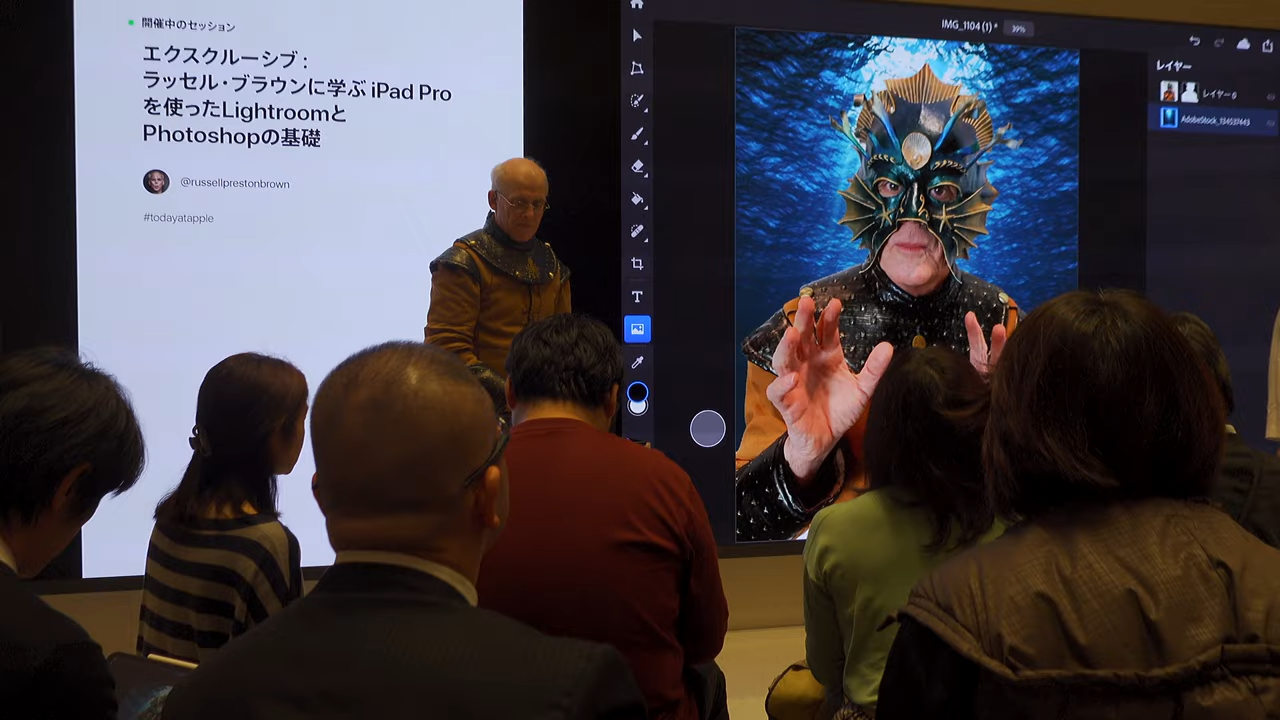 開催中のセッション
エクスクルーシブ：
ラッセル・ブラウンに学ぶ iPad Pro
を使ったLightroomと
Photoshopの基礎
@russellprestonbrown
#todayatapple
IMG_1104 (1)*
39%
レイヤー
T